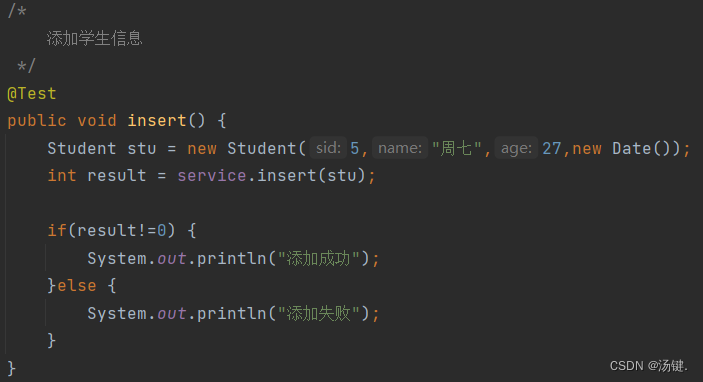 /*
    添加学生信息
 */
@Test
public void insert() {
    Student stu = new Student( sid: 5, name: "周七", age: 27,new Date());
    int result = service.insert(stu);

    if(result!=0) {
        System.out.println("添加成功");
    }else {
        System.out.println("添加失败");
    }
}
CSDN @汤键.